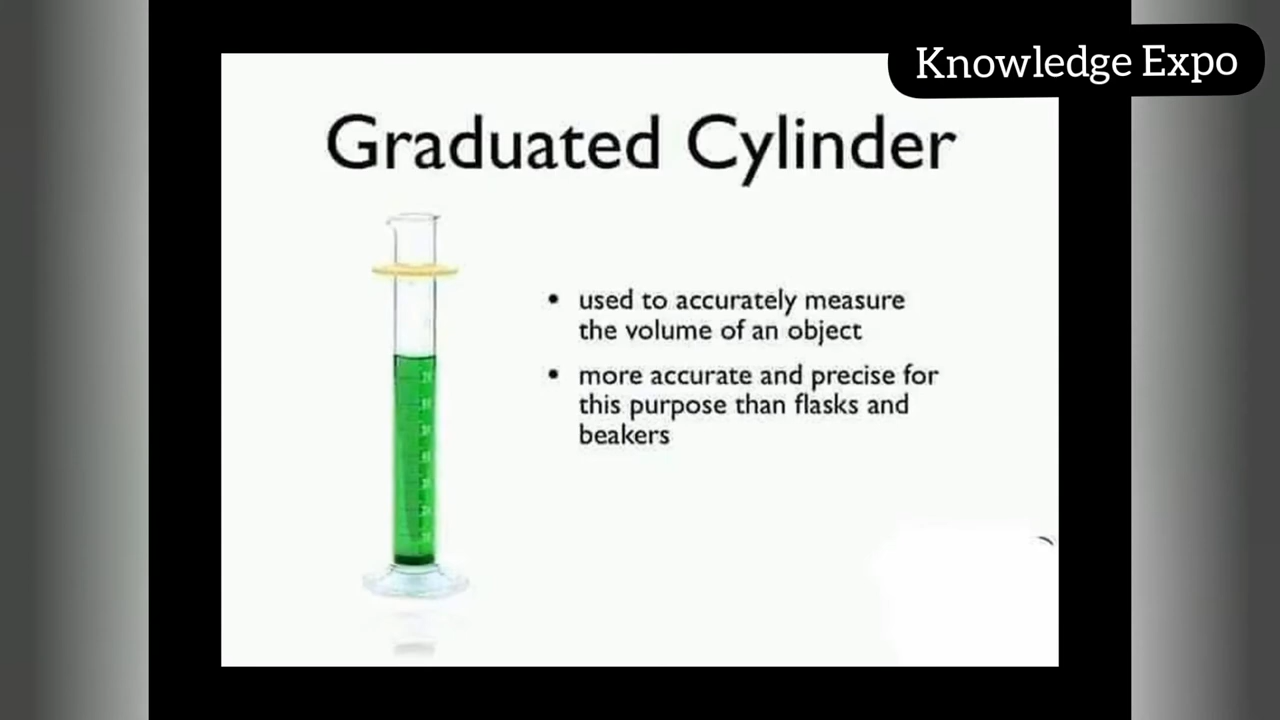 Knowledge Expo
Graduated Cylinder
• used to accurately measure
the volume of an object
• more accurate and precise for
this purpose than flasks and
beakers